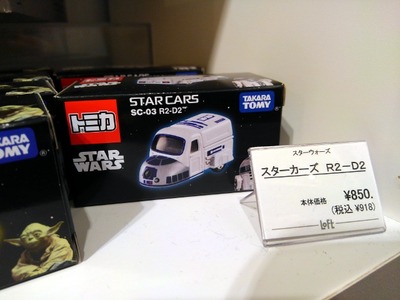 STAR CARS
SC-03 R2-D2™
TAKARA
TOMY
トミカ
STAR
WARS
TAKARA
TOMY
スターウォーズ
スターカーズ R2-D2
本体価格 ¥850.
(税込 ¥918)
LoFt